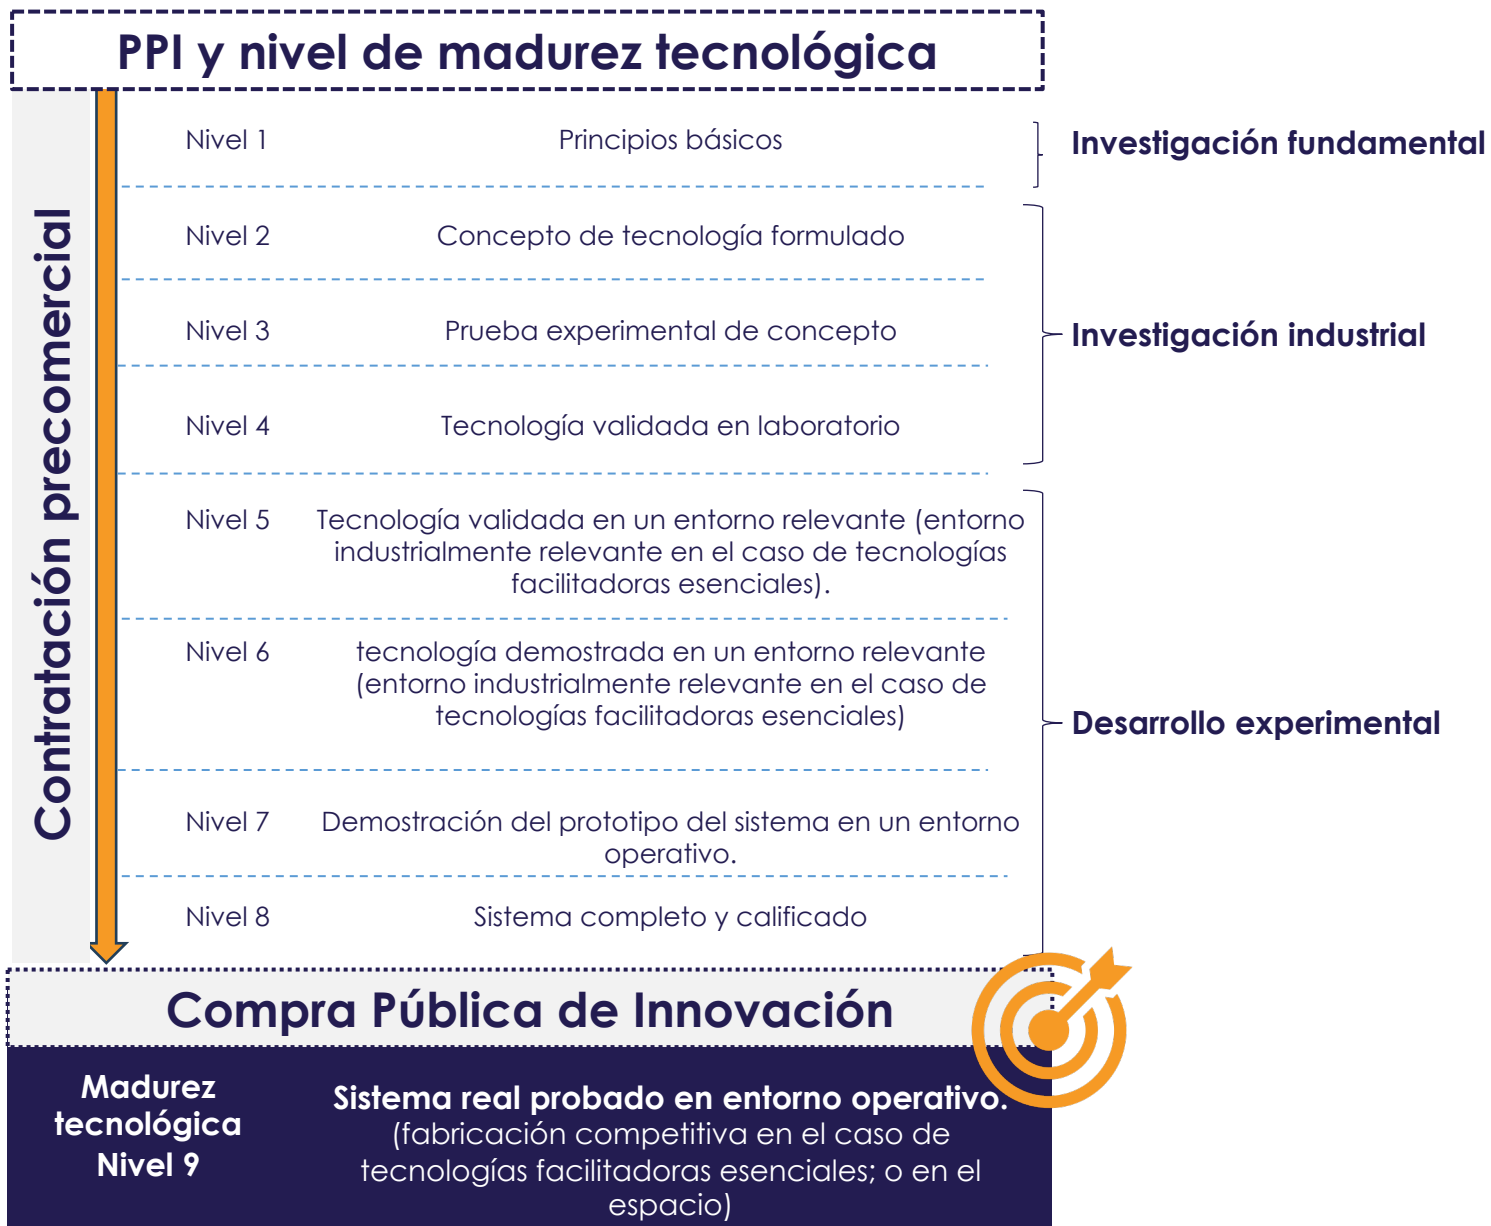 PPI y nivel de madurez tecnológica
Contratación precomercial
Nivel 1
Principios básicos
Investigación fundamental
Nivel 2
Concepto de tecnología formulado
Nivel 3
Prueba experimental de concepto
Investigación industrial
Nivel 4
Tecnología validada en laboratorio
Nivel 5
Tecnología validada en un entorno relevante (entorno
industrialmente relevante en el caso de tecnologías
facilitadoras esenciales).
Nivel 6
tecnología demostrada en un entorno relevante
(entorno industrialmente relevante en el caso de
tecnologías facilitadoras esenciales)
Desarrollo experimental
Nivel 7
Demostración del prototipo del sistema en un entorno
operativo.
Nivel 8
Sistema completo y calificado
Compra Pública de Innovación
Madurez
tecnológica
Nivel 9
Sistema real probado en entorno operativo.
(fabricación competitiva en el caso de
tecnologías facilitadoras esenciales; o en el
espacio)